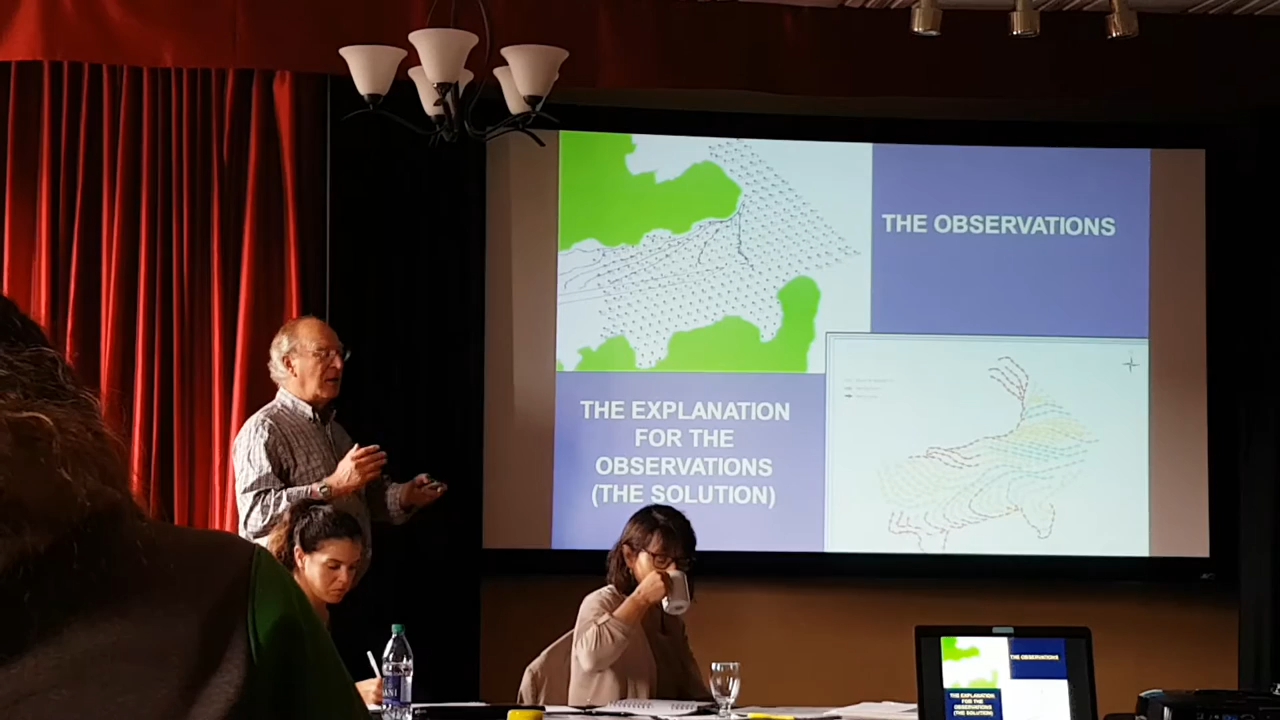 THE OBSERVATIONS
THE EXPLANATION
FOR THE
OBSERVATIONS
(THE SOLUTION)
THE OBSERVATIONS
THE EXPLANATION
FOR THE
OBSERVATIONS
(THE SOLUTION)